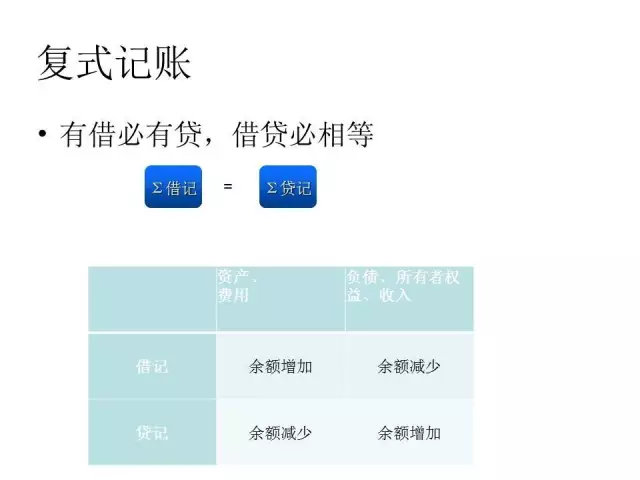 复式记账
• 有借必有贷，借贷必相等
Σ借记 = Σ贷记
资产、
费用
负债、所有者权
益、收入
借记 余额增加 余额减少
贷记 余额减少 余额增加